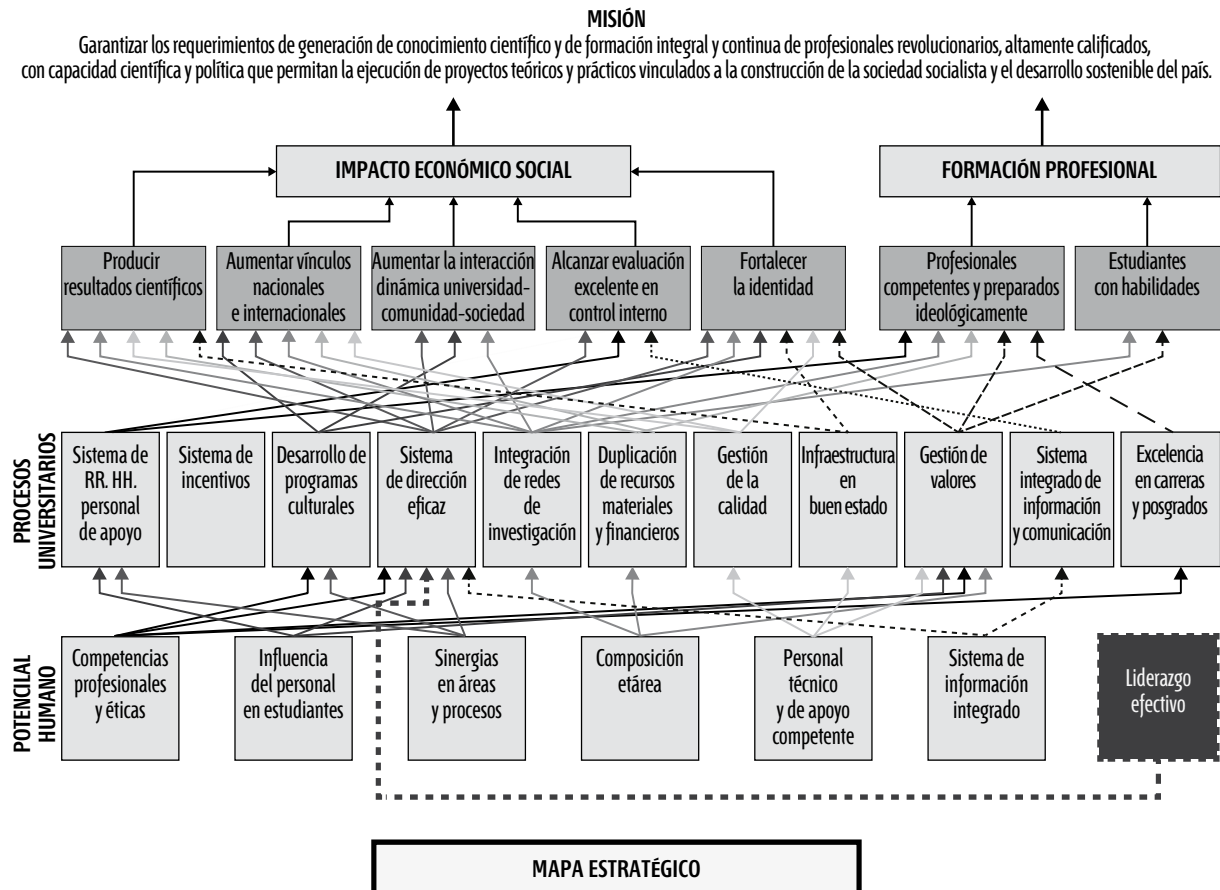 MISIÓN
Garantizar los requerimientos de generación de conocimiento científico y de formación integral y continua de profesionales revolucionarios, altamente calificados,
con capacidad científica y política que permitan la ejecución de proyectos teóricos y prácticos vinculados a la construcción de la sociedad socialista y el desarrollo sostenible del país.
IMPACTO ECONÓMICO SOCIAL
FORMACIÓN PROFESIONAL
Producir
resultados científicos
Aumentar vínculos
nacionales
e internacionales
Aumentar la interacción
dinámica universidad-
comunidad-sociedad
Alcanzar evaluación
excelente en
control interno
Fortalecer
la identidad
Profesionales
competentes y preparados
ideológicamente
Estudiantes
con habilidades
PROCESOS
UNIVERSITARIOS
Sistema de
RR. HH.
personal
de apoyo
Sistema de
incentivos
Desarrollo de
programas
culturales
Sistema
de dirección
eficaz
Integración
de redes
de
investigación
Duplicación
de recursos
materiales
y financieros
Gestión
de la
calidad
Infraestructura
en
buen estado
Gestión de
valores
Sistema
integrado de
información
y comunicación
Excelencia
en carreras
y posgrados
POTENCILAL
HUMANO
Competencias
profesionales
y éticas
Influencia
del personal
en estudiantes
Sinergias
en áreas
y procesos
Composición
etárea
Personal
técnico
y de apoyo
competente
Sistema de
información
integrado
Liderazgo
efectivo
MAPA ESTRATÉGICO